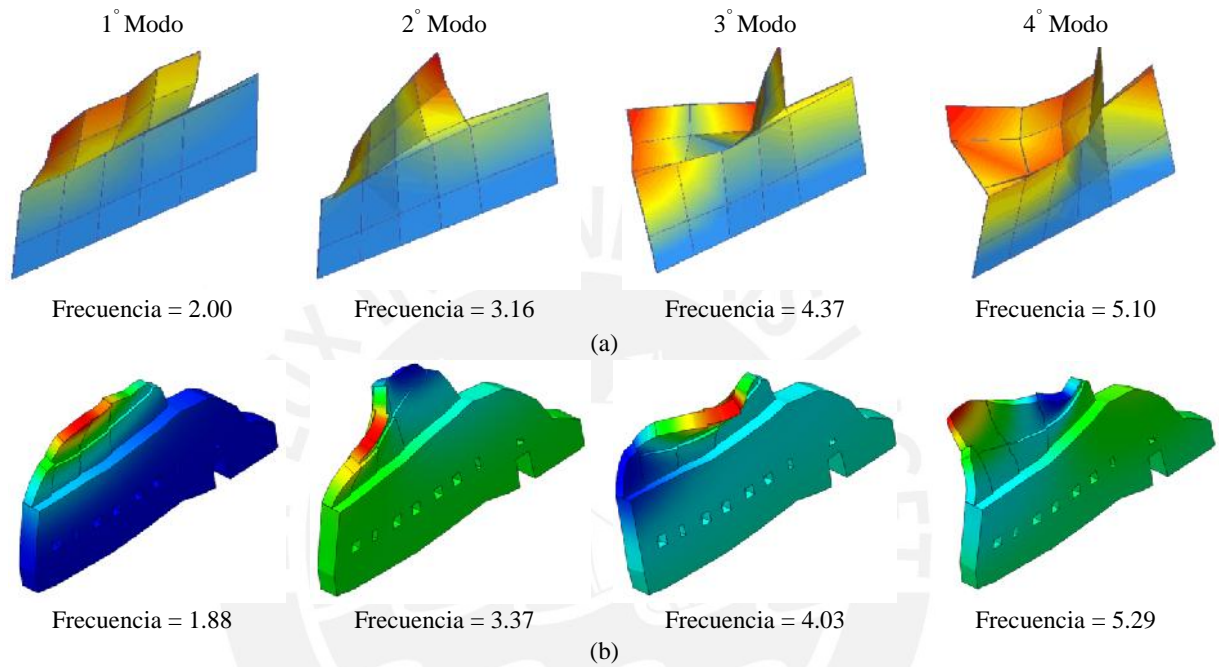 1° Modo
2° Modo
3° Modo
4° Modo
Frecuencia = 2.00
Frecuencia = 3.16
Frecuencia = 4.37
Frecuencia = 5.10
(a)
Frecuencia = 1.88
Frecuencia = 3.37
Frecuencia = 4.03
Frecuencia = 5.29
(b)